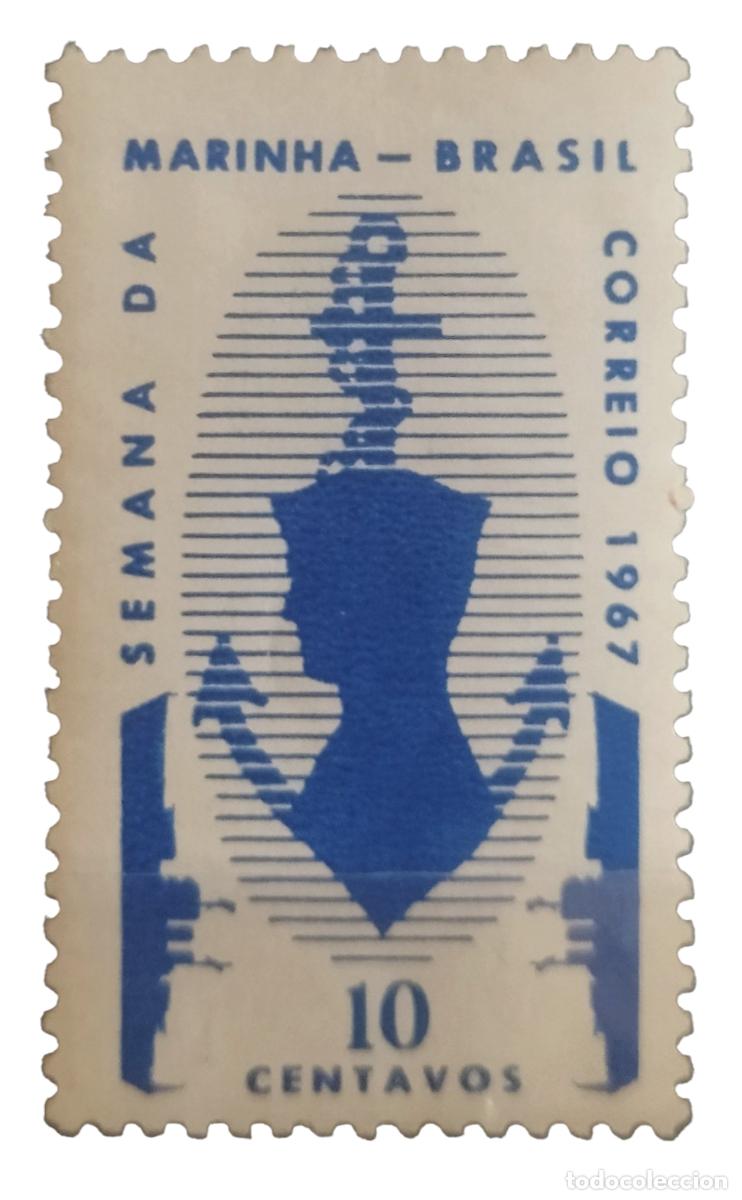 SEMANA DA
MARINHA – BRASIL
CORREIO 1967
10
CENTAVOS
todocoleccion